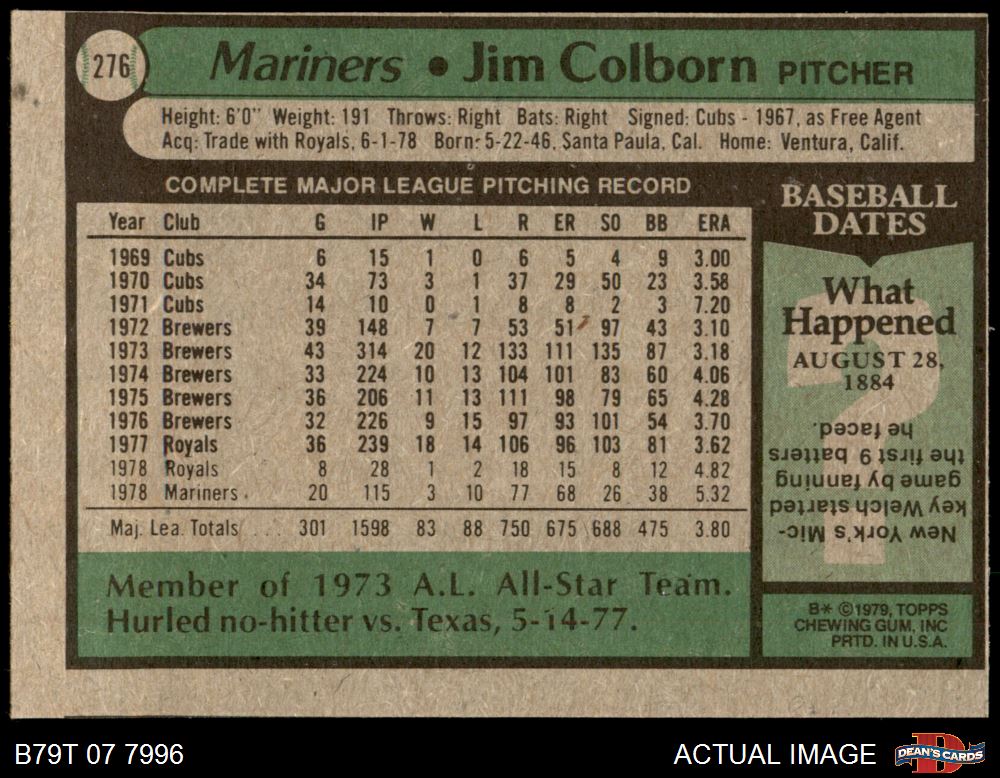 276
Mariners • Jim Colborn PITCHER
Height: 6'0" Weight: 191 Throws: Right Bats: Right Signed: Cubs - 1967, as Free Agent
Acq: Trade with Royals, 6-1-78 Born: 5-22-46, Santa Paula, Cal. Home: Ventura, Calif.
COMPLETE MAJOR LEAGUE PITCHING RECORD
Year Club G IP W L R ER SO BB ERA
1969 Cubs 6 15 1 0 6 5 4 9 3.00
1970 Cubs 34 73 3 1 37 29 50 23 3.58
1971 Cubs 14 10 0 1 8 8 2 3 7.20
1972 Brewers 39 148 7 7 53 51 97 43 3.10
1973 Brewers 43 314 20 12 133 111 135 87 3.18
1974 Brewers 33 224 10 13 104 101 83 60 4.06
1975 Brewers 36 206 11 13 111 98 79 65 4.28
1976 Brewers 32 226 9 15 97 93 101 54 3.70
1977 Royals 36 239 18 14 106 96 103 81 3.62
1978 Royals 8 28 1 2 18 15 8 12 4.82
1978 Mariners 20 115 3 10 77 68 26 38 5.32
Maj. Lea. Totals 301 1598 83 88 750 675 688 475 3.80
Member of 1973 A.L. All-Star Team.
Hurled no-hitter vs. Texas, 5-14-77.
BASEBALL
DATES
What
Happened
AUGUST 28,
1884
?
New York's Mic-
key Welch started
game by fanning
the first 9 batters
he faced.
B* ©1979, TOPPS
CHEWING GUM, INC
PRTD. IN U.S.A.
B79T 07 7996
ACTUAL IMAGE
DEAN'S CARDS